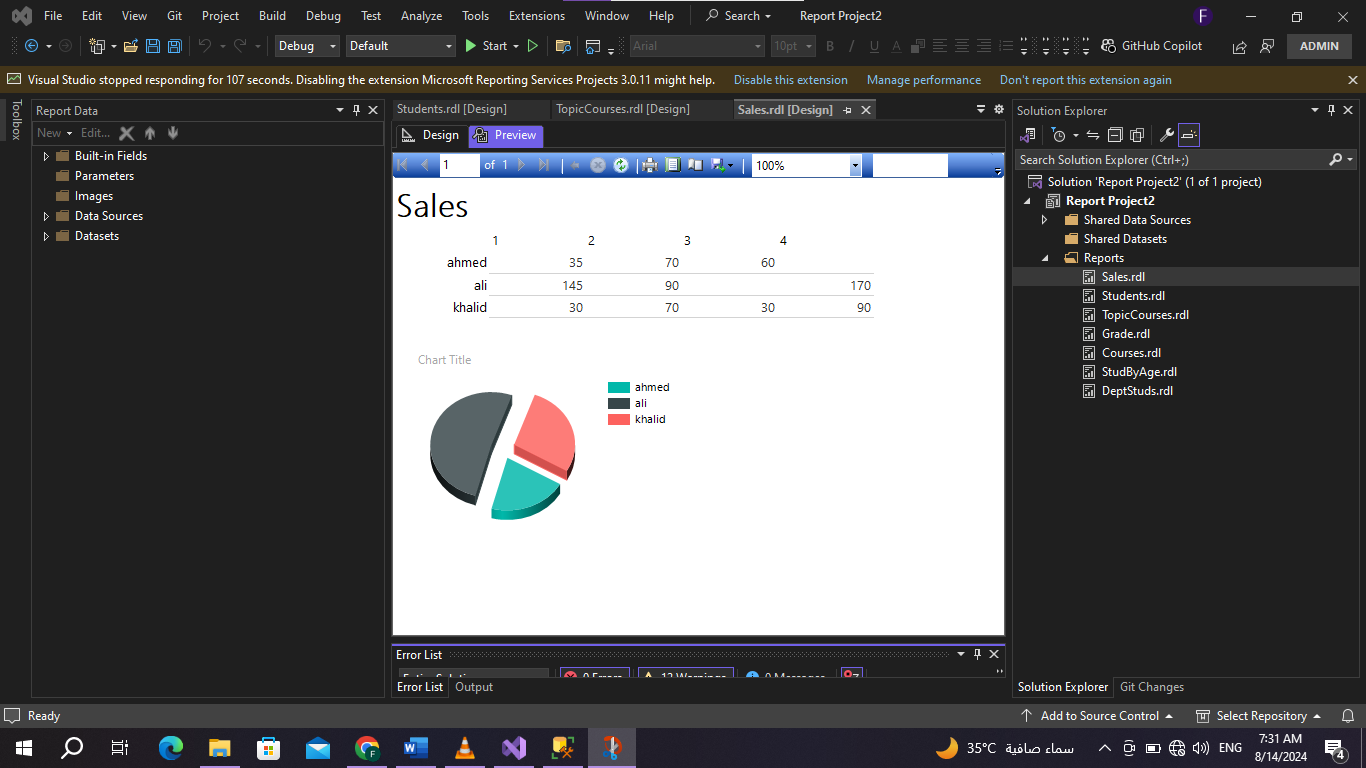 File Edit View Git Project Build Debug Test Analyze Tools Extensions Window Help Search Report Project2 F
Debug Default Start Arial 10pt B I U A GitHub Copilot ADMIN
Visual Studio stopped responding for 107 seconds. Disabling the extension Microsoft Reporting Services Projects 3.0.11 might help. Disable this extension Manage performance Don't report this extension again
Toolbox
Report Data
New Edit...
Built-in Fields
Parameters
Images
Data Sources
Datasets
Students.rdl [Design] TopicCourses.rdl [Design] Sales.rdl [Design]
Design Preview
1 of 1 100%
Sales
1 2 3 4
ahmed 35 70 60
ali 145 90 170
khalid 30 70 30 90
Chart Title
ahmed
ali
khalid
Error List
Entire Solution 0 Errors 12 Warnings 0 Messages
Error List Output
Solution Explorer
Search Solution Explorer (Ctrl+;)
Solution 'Report Project2' (1 of 1 project)
Report Project2
Shared Data Sources
Shared Datasets
Reports
Sales.rdl
Students.rdl
TopicCourses.rdl
Grade.rdl
Courses.rdl
StudByAge.rdl
DeptStuds.rdl
Solution Explorer Git Changes
Ready Add to Source Control Select Repository
35°C سماء صافية ENG 7:31 AM
8/14/2024 4